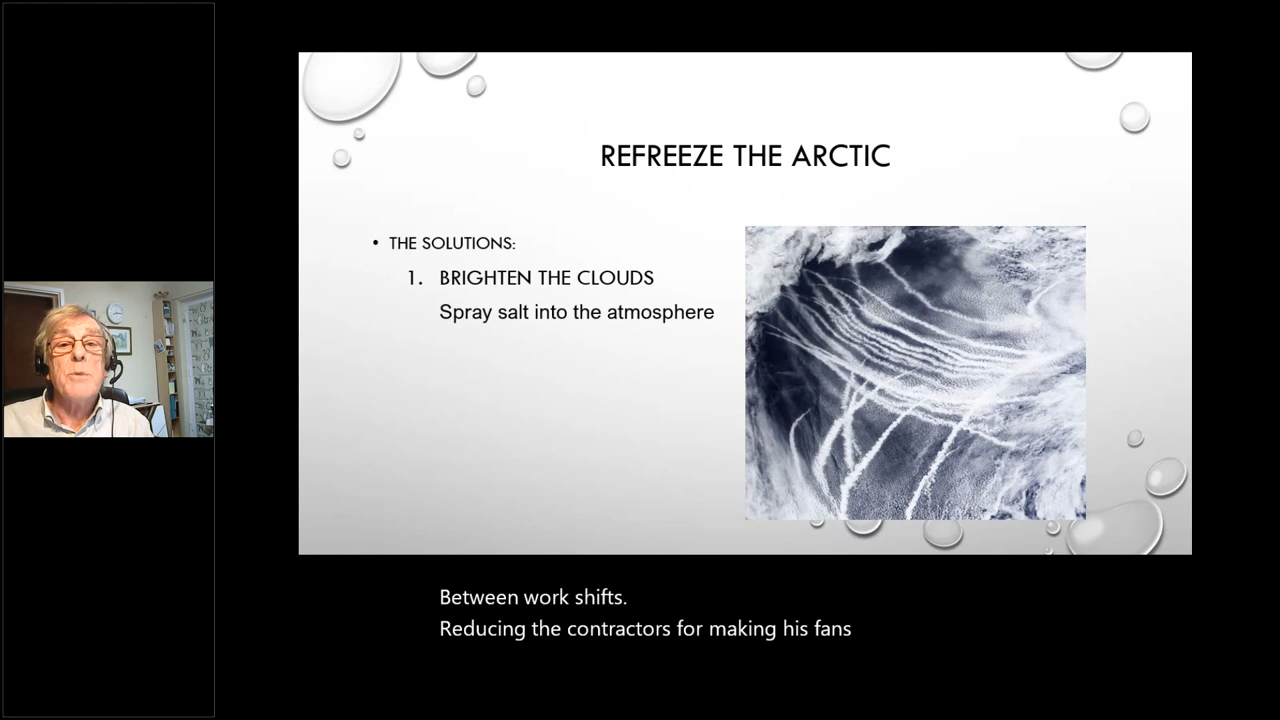 REFREEZE THE ARCTIC
• THE SOLUTIONS:
1. BRIGHTEN THE CLOUDS
Spray salt into the atmosphere
Between work shifts.
Reducing the contractors for making his fans